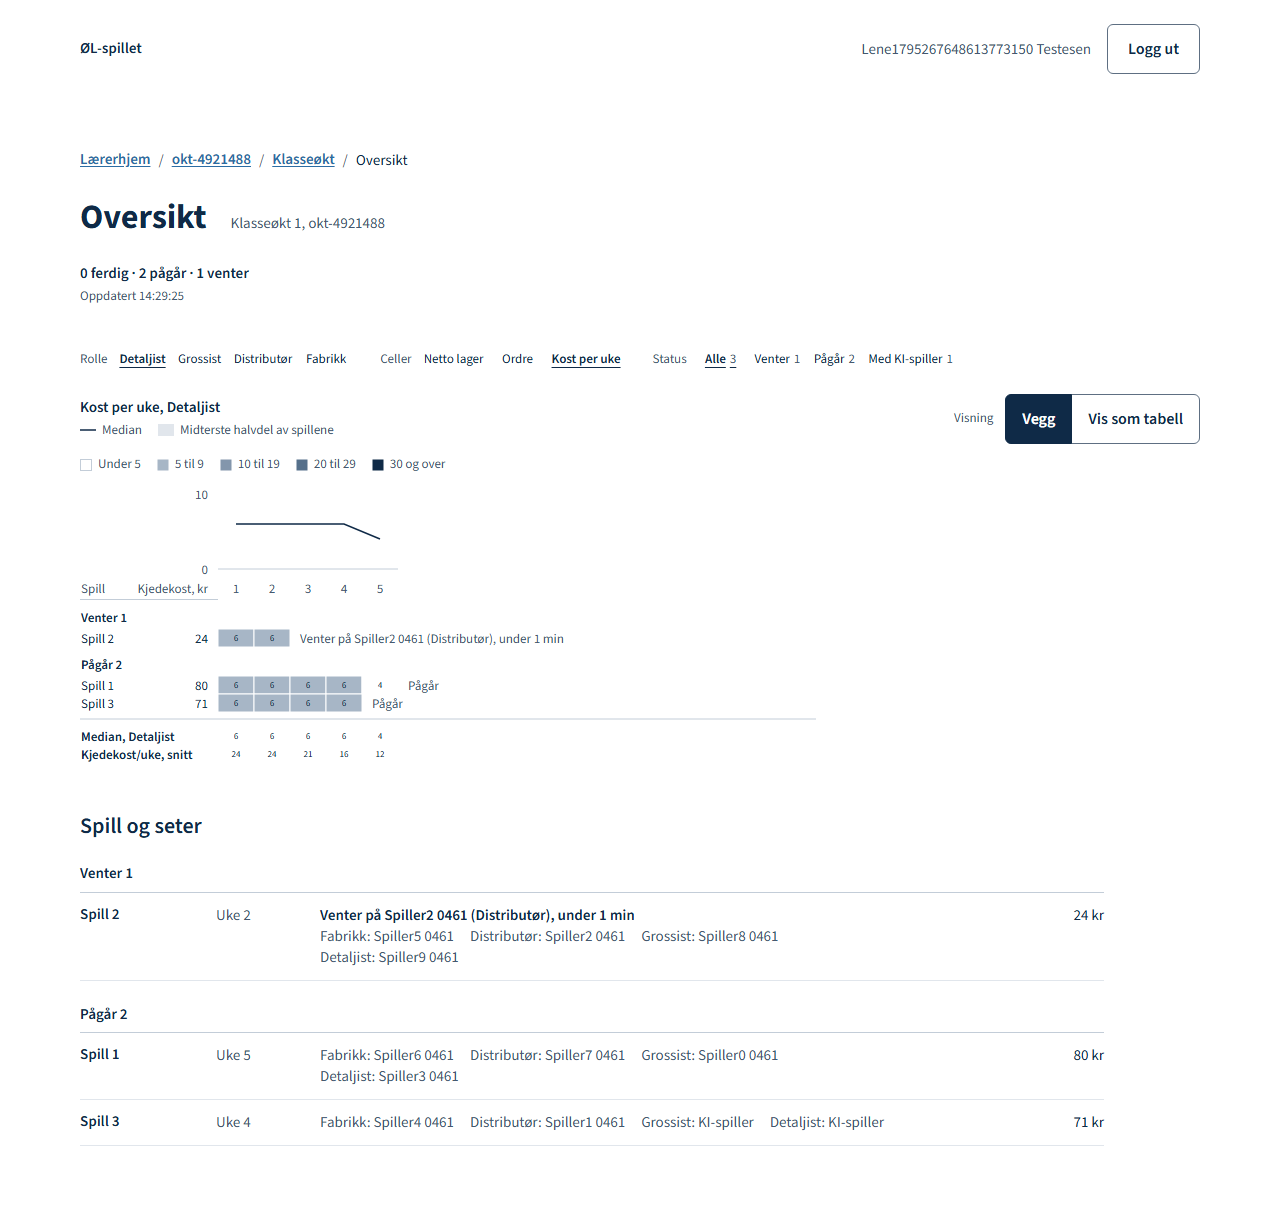 ØL-spillet
Lene1795267648613773150 Testesen
Logg ut
Lærerhjem / okt-4921488 / Klasseøkt / Oversikt
Oversikt
Klasseøkt 1, okt-4921488
0 ferdig · 2 pågår · 1 venter
Oppdatert 14:29:25
Rolle Detaljist Grossist Distributør Fabrikk Celler Netto lager Ordre Kost per uke Status Alle 3 Venter 1 Pågår 2 Med KI-spiller 1
Kost per uke, Detaljist
Visning Vegg Vis som tabell
Median Midterste halvdel av spillene
Under 5 5 til 9 10 til 19 20 til 29 30 og over
10
0
Spill Kjedekost, kr 1 2 3 4 5
Venter 1
Spill 2 24 6 6 Venter på Spiller2 0461 (Distributør), under 1 min
Pågår 2
Spill 1 80 6 6 6 6 4 Pågår
Spill 3 71 6 6 6 6 Pågår
Median, Detaljist 6 6 6 6 4
Kjedekost/uke, snitt 24 24 21 16 12
Spill og seter
Venter 1
Spill 2 Uke 2 Venter på Spiller2 0461 (Distributør), under 1 min 24 kr
Fabrikk: Spiller5 0461 Distributør: Spiller2 0461 Grossist: Spiller8 0461
Detaljist: Spiller9 0461
Pågår 2
Spill 1 Uke 5 Fabrikk: Spiller6 0461 Distributør: Spiller7 0461 Grossist: Spiller0 0461 80 kr
Detaljist: Spiller3 0461
Spill 3 Uke 4 Fabrikk: Spiller4 0461 Distributør: Spiller1 0461 Grossist: KI-spiller Detaljist: KI-spiller 71 kr